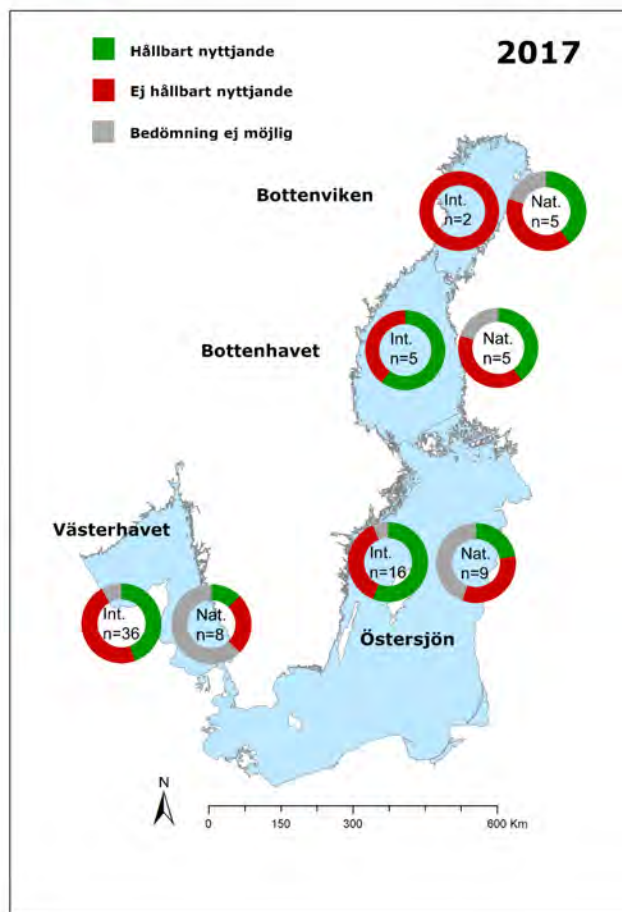 2017
Hållbart nyttjande
Ej hållbart nyttjande
Bedömning ej möjlig
Bottenviken
Int.
n=2
Nat.
n=5
Bottenhavet
Int.
n=5
Nat.
n=5
Västerhavet
Int.
n=36
Nat.
n=8
Int.
n=16
Nat.
n=9
Östersjön
N
0 150 300 600 Km